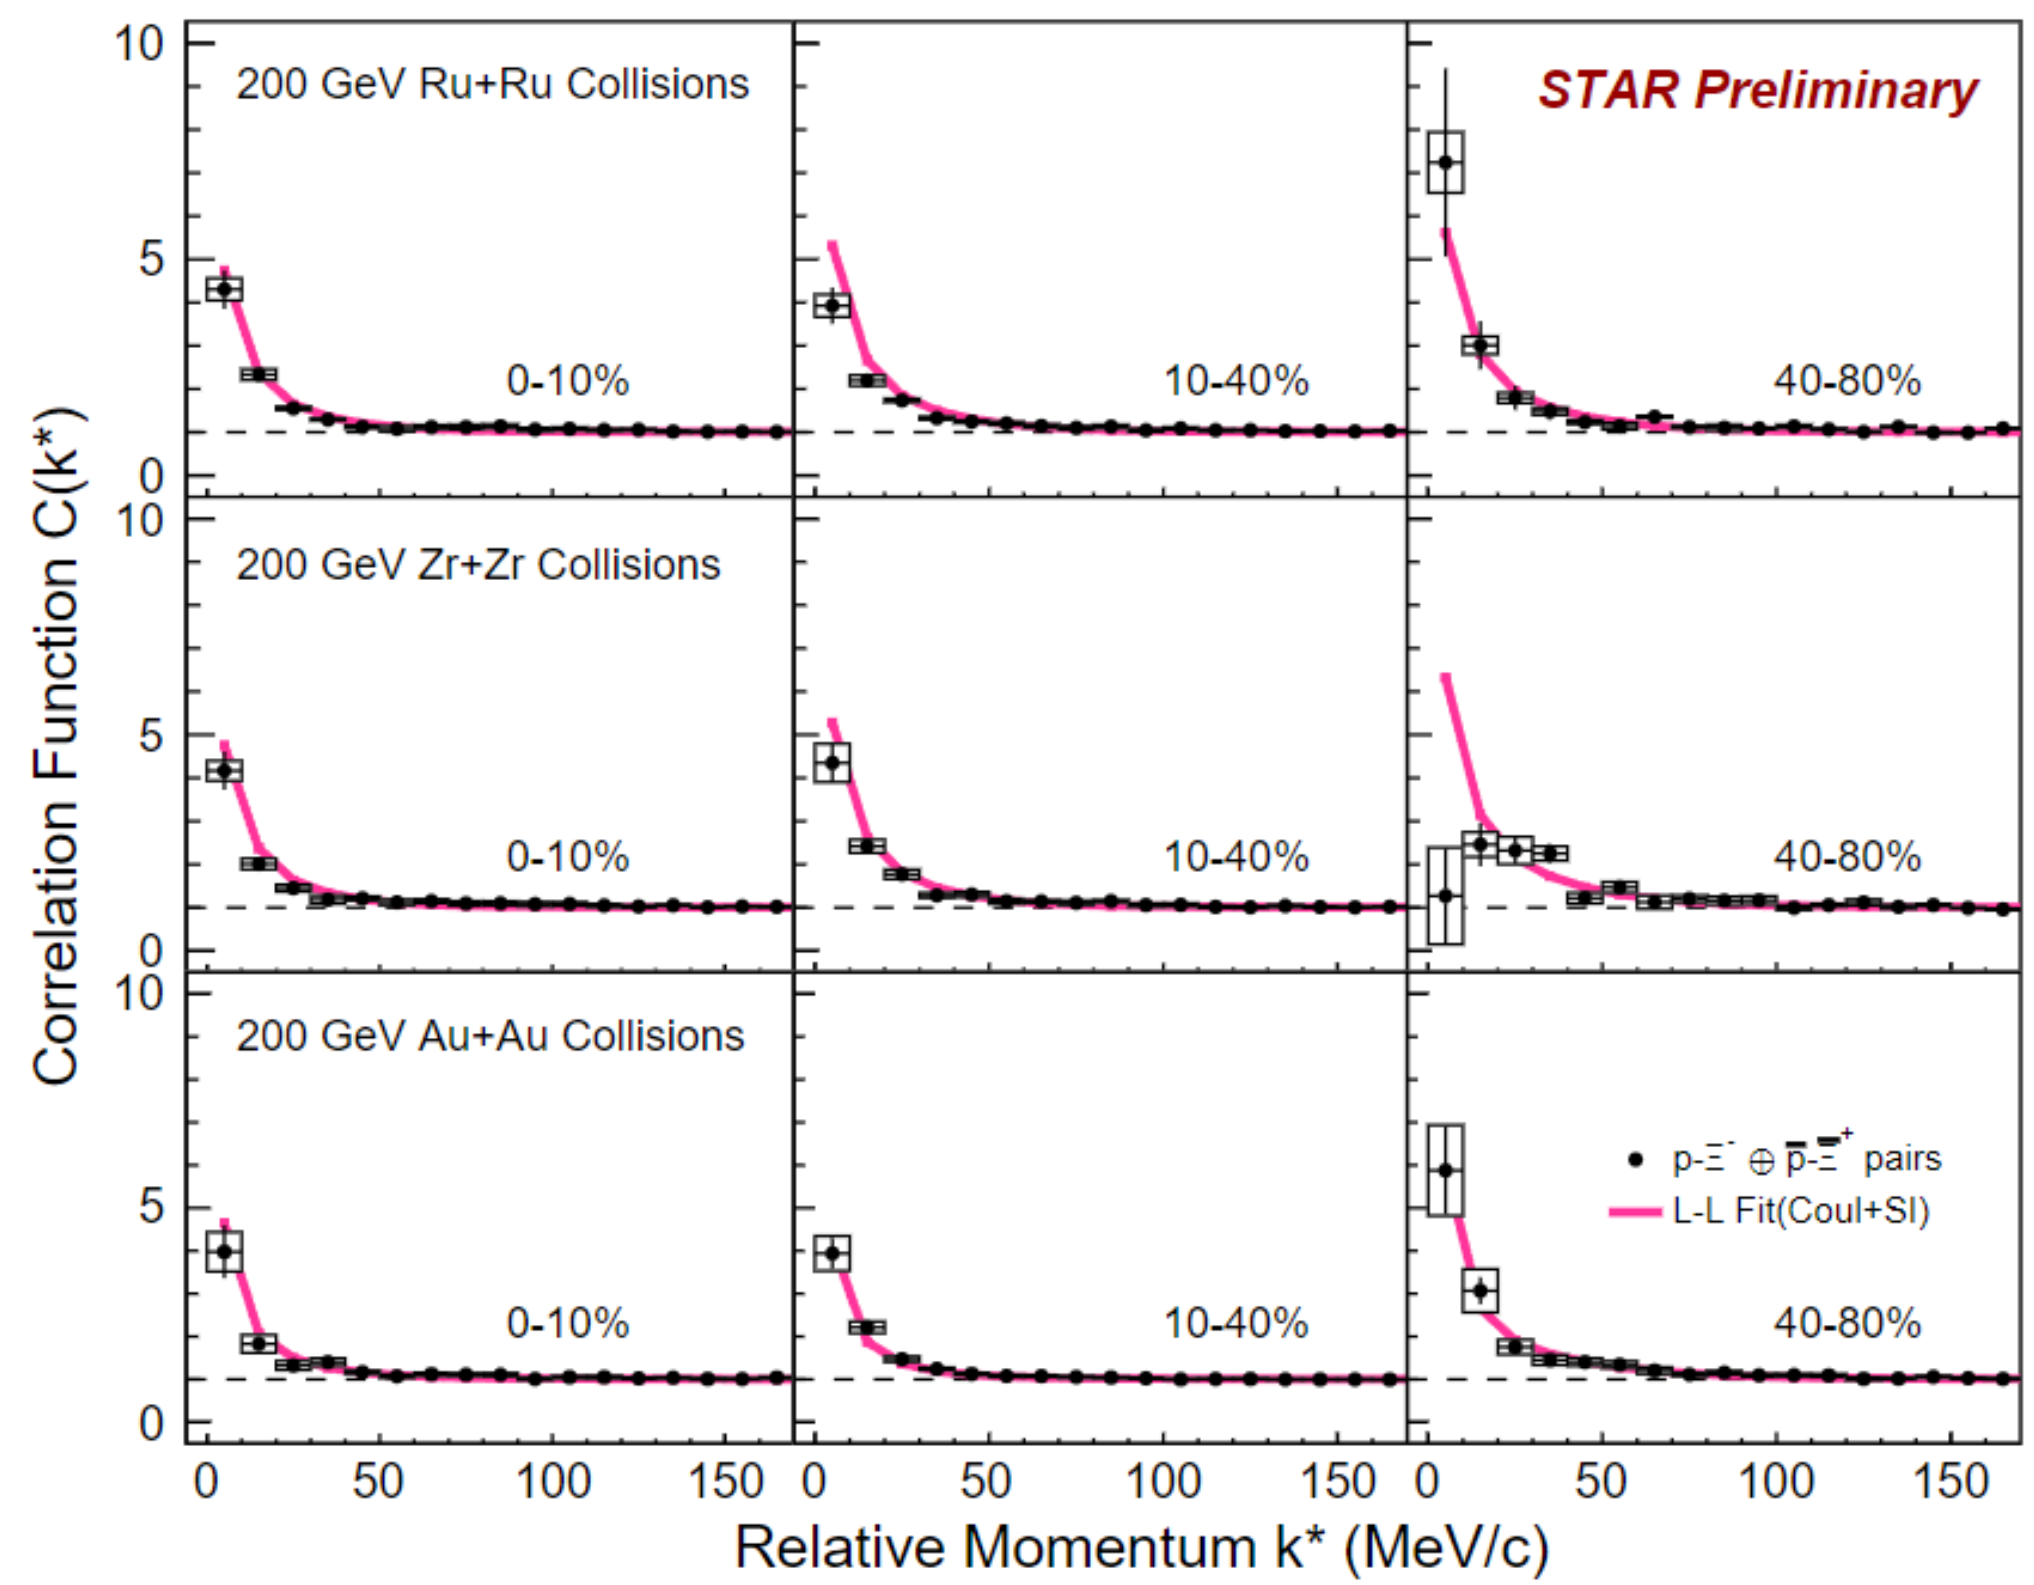 Correlation Function C(k*)
10
5
0
200 GeV Ru+Ru Collisions
0-10%
10-40%
STAR Preliminary
40-80%
10
5
0
200 GeV Zr+Zr Collisions
0-10%
10-40%
40-80%
10
5
0
200 GeV Au+Au Collisions
0-10%
10-40%
p-Ξ⁻ ⊕ p̅-Ξ̅⁺ pairs
L-L Fit(Coul+SI)
40-80%
0 50 100 150 0 50 100 150 0 50 100 150
Relative Momentum k* (MeV/c)